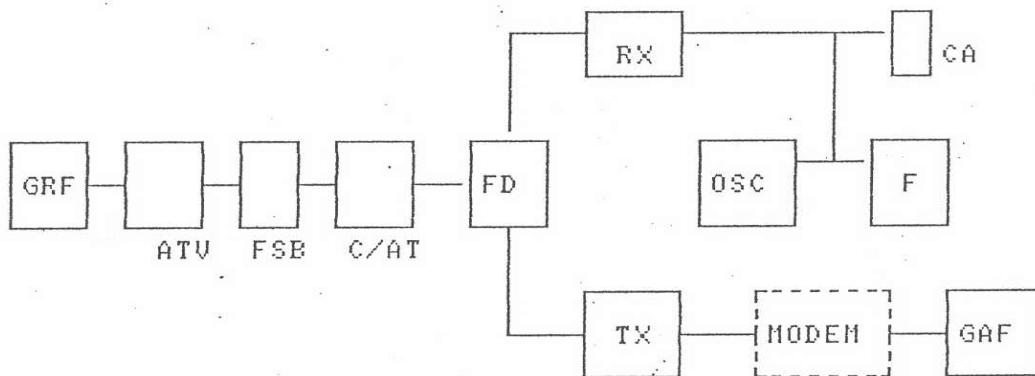 RX
CA
GRF
FD
OSC
F
ATV
FSB
C/AT
TX
MODEM
GAF